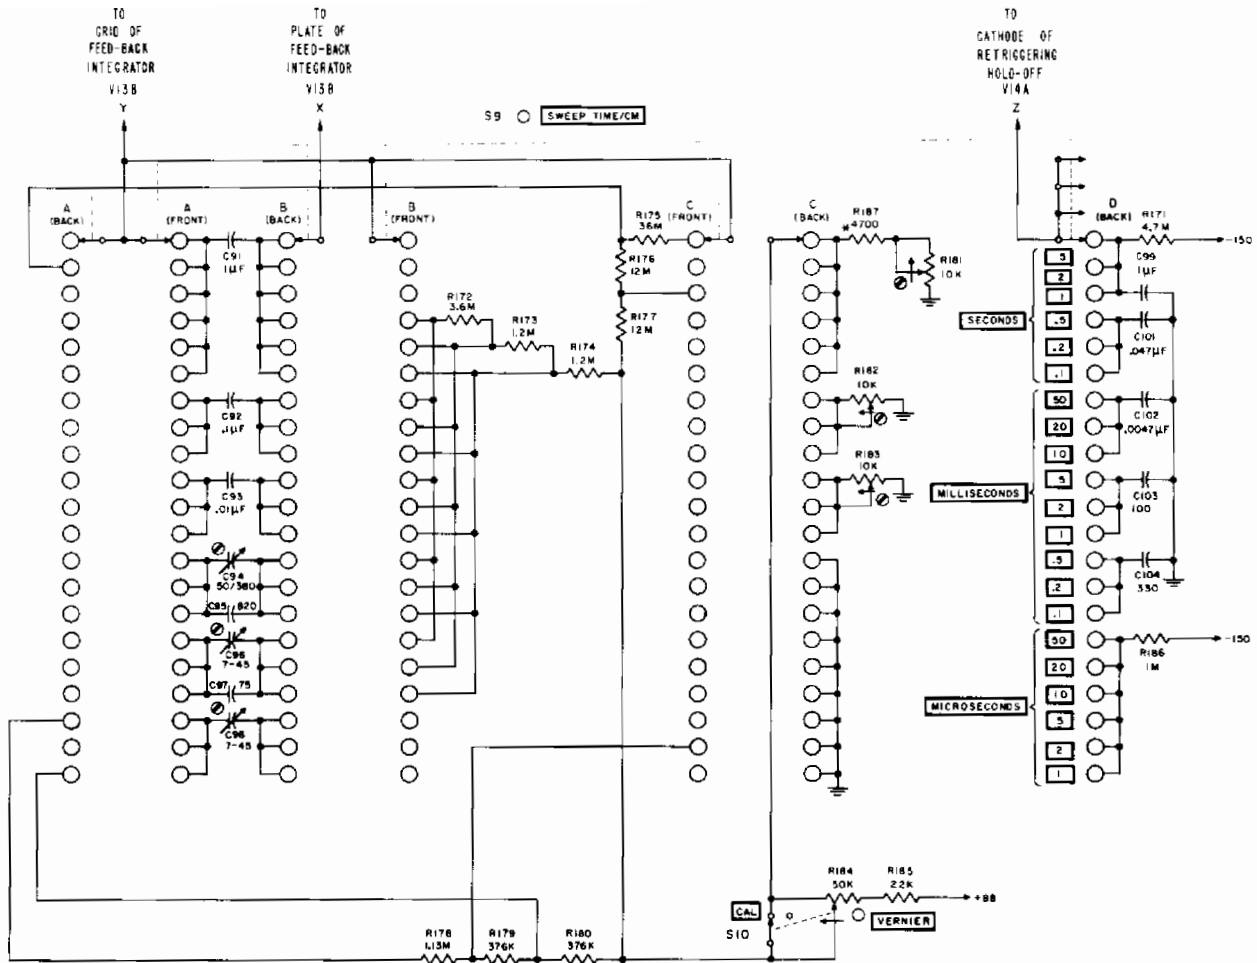 TO
GRID OF
FEED-BACK
INTEGRATOR
V13B
Y
TO
PLATE OF
FEED-BACK
INTEGRATOR
V13B
X
S9 SWEEP TIME/CM
TO
CATHODE OF
RETRIGGERING
HOLD-OFF
V14A
Z
A
(BACK)
A
(FRONT)
B
(BACK)
B
(FRONT)
C
(FRONT)
C
(BACK)
D
(BACK)
C91
1µF
C92
.1µF
C93
.01µF
C94
50/380
C95 820
C96
7-45
C97 75
C98
7-45
R172
3.6M
R173
1.2M
R174
1.2M
R175
36M
R176
12M
R177
12M
R187
*4700
R181
10K
R182
10K
R183
10K
R171
4.7M
-150
C99
1µF
C101
.047µF
C102
.0047µF
C103
100
C104
330
R186
1M
-150
SECONDS
5
2
1
.5
.2
.1
MILLISECONDS
50
20
10
5
2
1
.5
.2
.1
MICROSECONDS
50
20
10
5
2
1
R178
1.13M
R179
376K
R180
376K
R184
50K
R185
22K
+88
CAL
S10
VERNIER